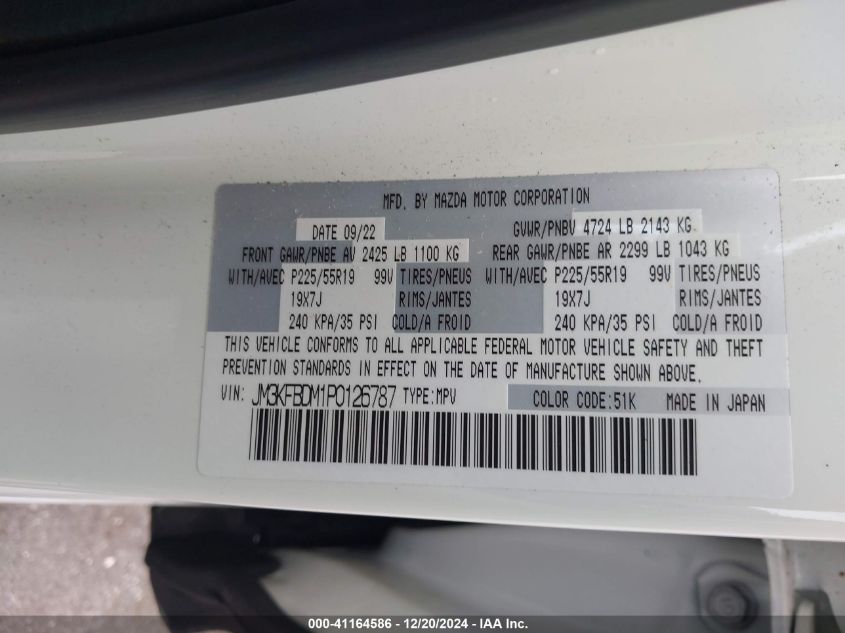 MFD. BY MAZDA MOTOR CORPORATION
DATE 09/22 GVWR/PNBV 4724 LB 2143 KG
FRONT GAWR/PNBE AV 2425 LB 1100 KG REAR GAWR/PNBE AR 2299 LB 1043 KG
WITH/AVEC P225/55R19 99V TIRES/PNEUS WITH/AVEC P225/55R19 99V TIRES/PNEUS
19X7J RIMS/JANTES 19X7J RIMS/JANTES
240 KPA/35 PSI COLD/A FROID 240 KPA/35 PSI COLD/A FROID
THIS VEHICLE CONFORMS TO ALL APPLICABLE FEDERAL MOTOR VEHICLE SAFETY AND THEFT
PREVENTION STANDARDS IN EFFECT ON THE DATE OF MANUFACTURE SHOWN ABOVE.
VIN: JM3KFBDM1P0126787 TYPE:MPV COLOR CODE:51K MADE IN JAPAN
000-41164586 - 12/20/2024 - IAA Inc.